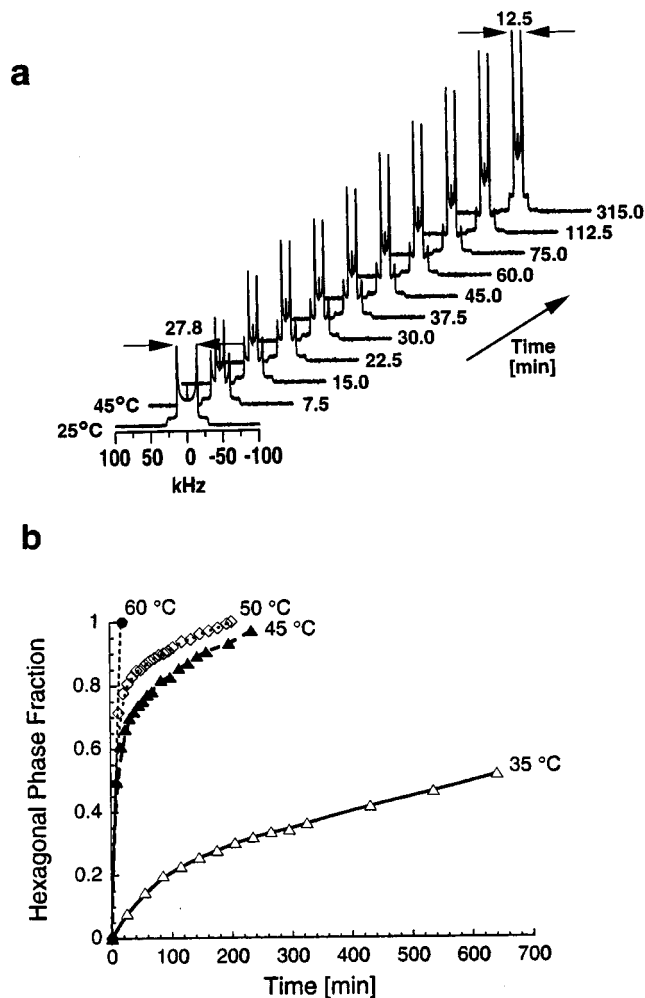 a
12.5
315.0
112.5
75.0
60.0
45.0
37.5
30.0
22.5
15.0
7.5
27.8
Time
[min]
45°C
25°C
100 50 0 -50 -100
kHz
b
60 °C
50 °C
45 °C
35 °C
1
0.8
0.6
0.4
0.2
0
Hexagonal Phase Fraction
0 100 200 300 400 500 600 700
Time [min]